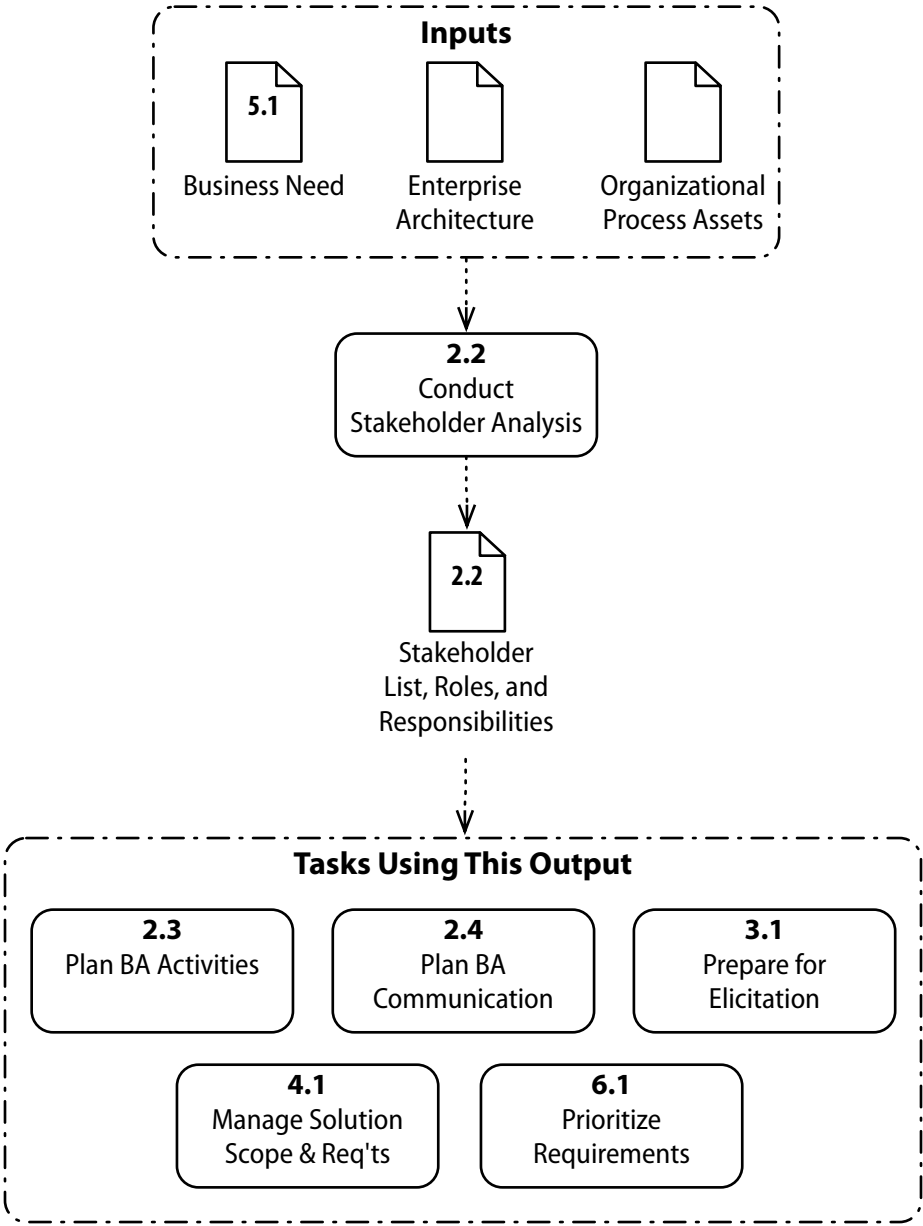 Inputs
5.1
Business Need
Enterprise
Architecture
Organizational
Process Assets
2.2
Conduct
Stakeholder Analysis
2.2
Stakeholder
List, Roles, and
Responsibilities
Tasks Using This Output
2.3
Plan BA Activities
2.4
Plan BA
Communication
3.1
Prepare for
Elicitation
4.1
Manage Solution
Scope & Req'ts
6.1
Prioritize
Requirements